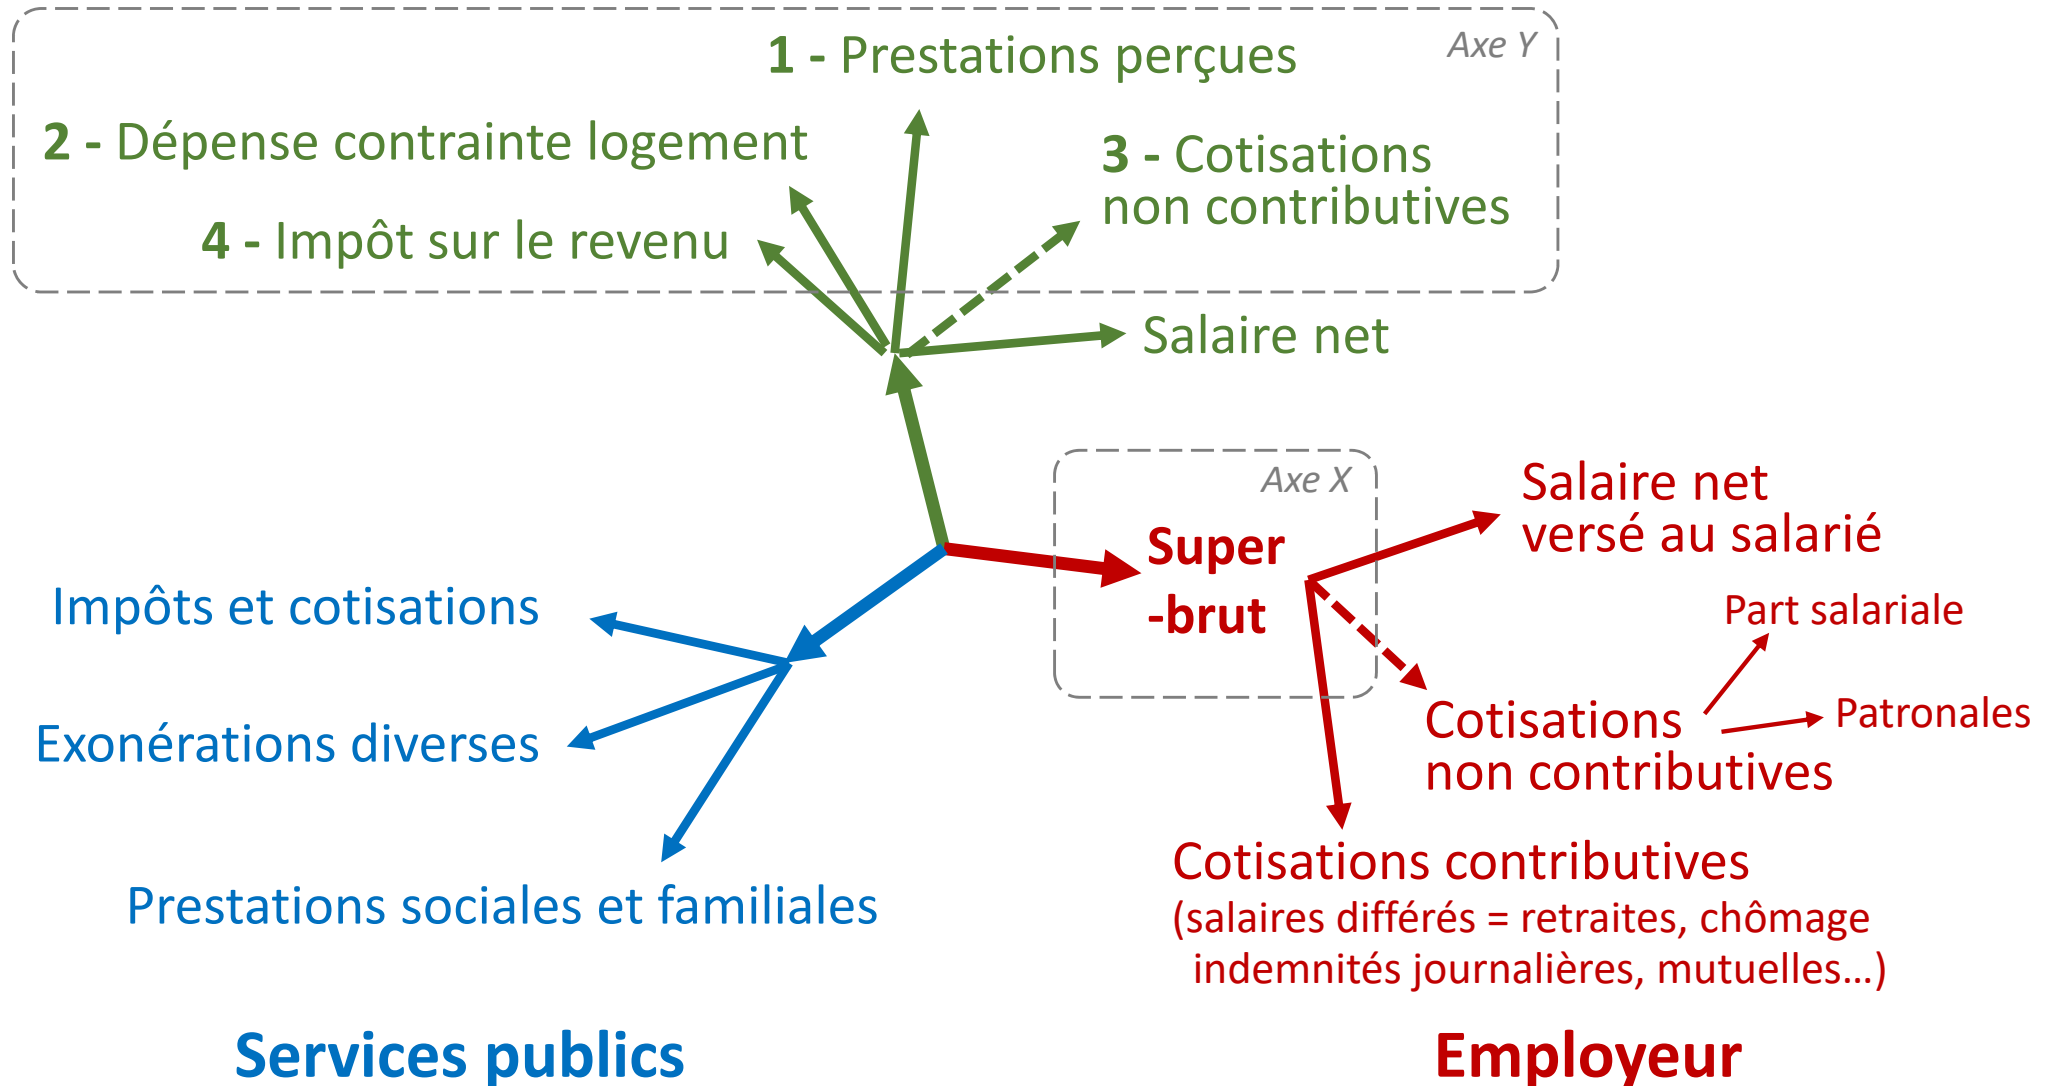 1 - Prestations perçues
Axe Y
2 - Dépense contrainte logement
3 - Cotisations
non contributives
4 - Impôt sur le revenu
Salaire net
Axe X
Super
-brut
Salaire net
versé au salarié
Part salariale
Patronales
Cotisations
non contributives
Cotisations contributives
(salaires différés = retraites, chômage
indemnités journalières, mutuelles...)
Impôts et cotisations
Exonérations diverses
Prestations sociales et familiales
Services publics
Employeur